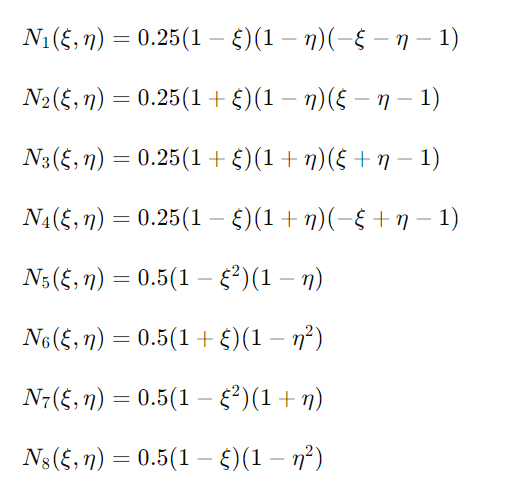 N₁(ξ, η) = 0.25(1 − ξ)(1 − η)(−ξ − η − 1)
N₂(ξ, η) = 0.25(1 + ξ)(1 − η)(ξ − η − 1)
N₃(ξ, η) = 0.25(1 + ξ)(1 + η)(ξ + η − 1)
N₄(ξ, η) = 0.25(1 − ξ)(1 + η)(−ξ + η − 1)
N₅(ξ, η) = 0.5(1 − ξ²)(1 − η)
N₆(ξ, η) = 0.5(1 + ξ)(1 − η²)
N₇(ξ, η) = 0.5(1 − ξ²)(1 + η)
N₈(ξ, η) = 0.5(1 − ξ)(1 − η²)